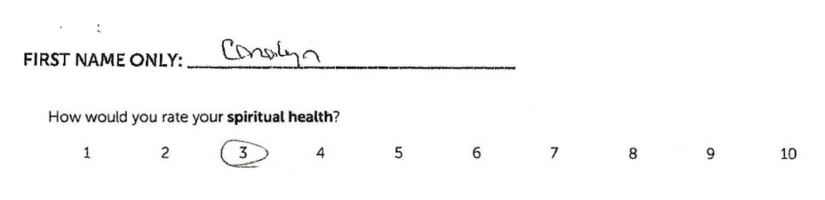 FIRST NAME ONLY: Carolyn
How would you rate your spiritual health?
1 2 3 4 5 6 7 8 9 10